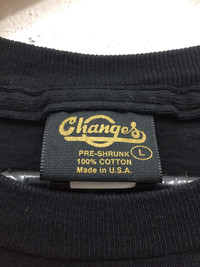 Changes
PRE-SHRUNK L
100% COTTON
Made in U.S.A.